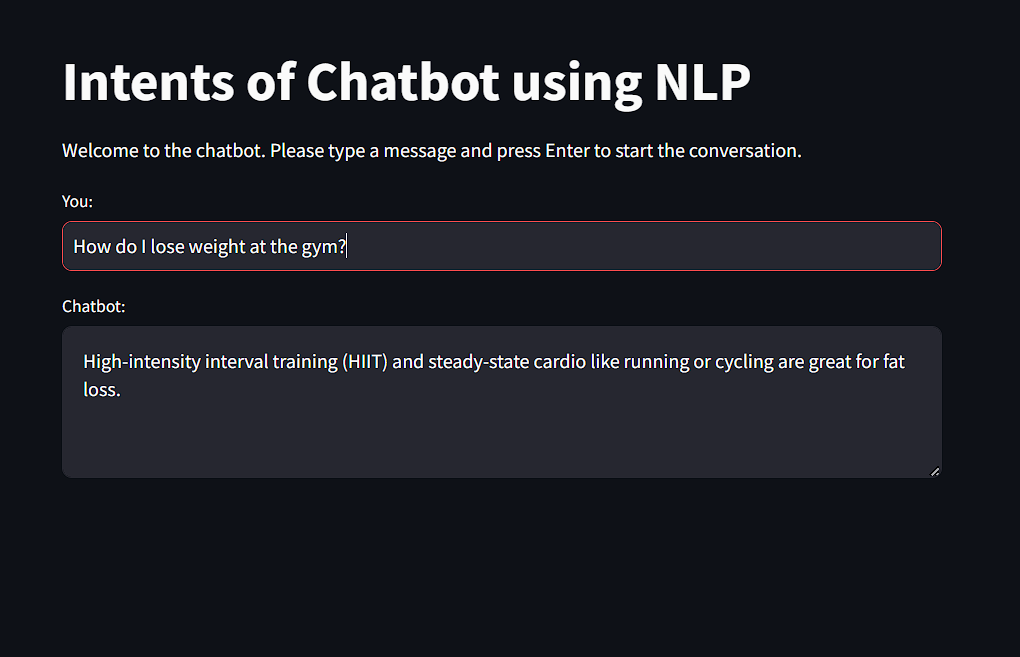 Intents of Chatbot using NLP
Welcome to the chatbot. Please type a message and press Enter to start the conversation.
You:
How do I lose weight at the gym?
Chatbot:
High-intensity interval training (HIIT) and steady-state cardio like running or cycling are great for fat
loss.